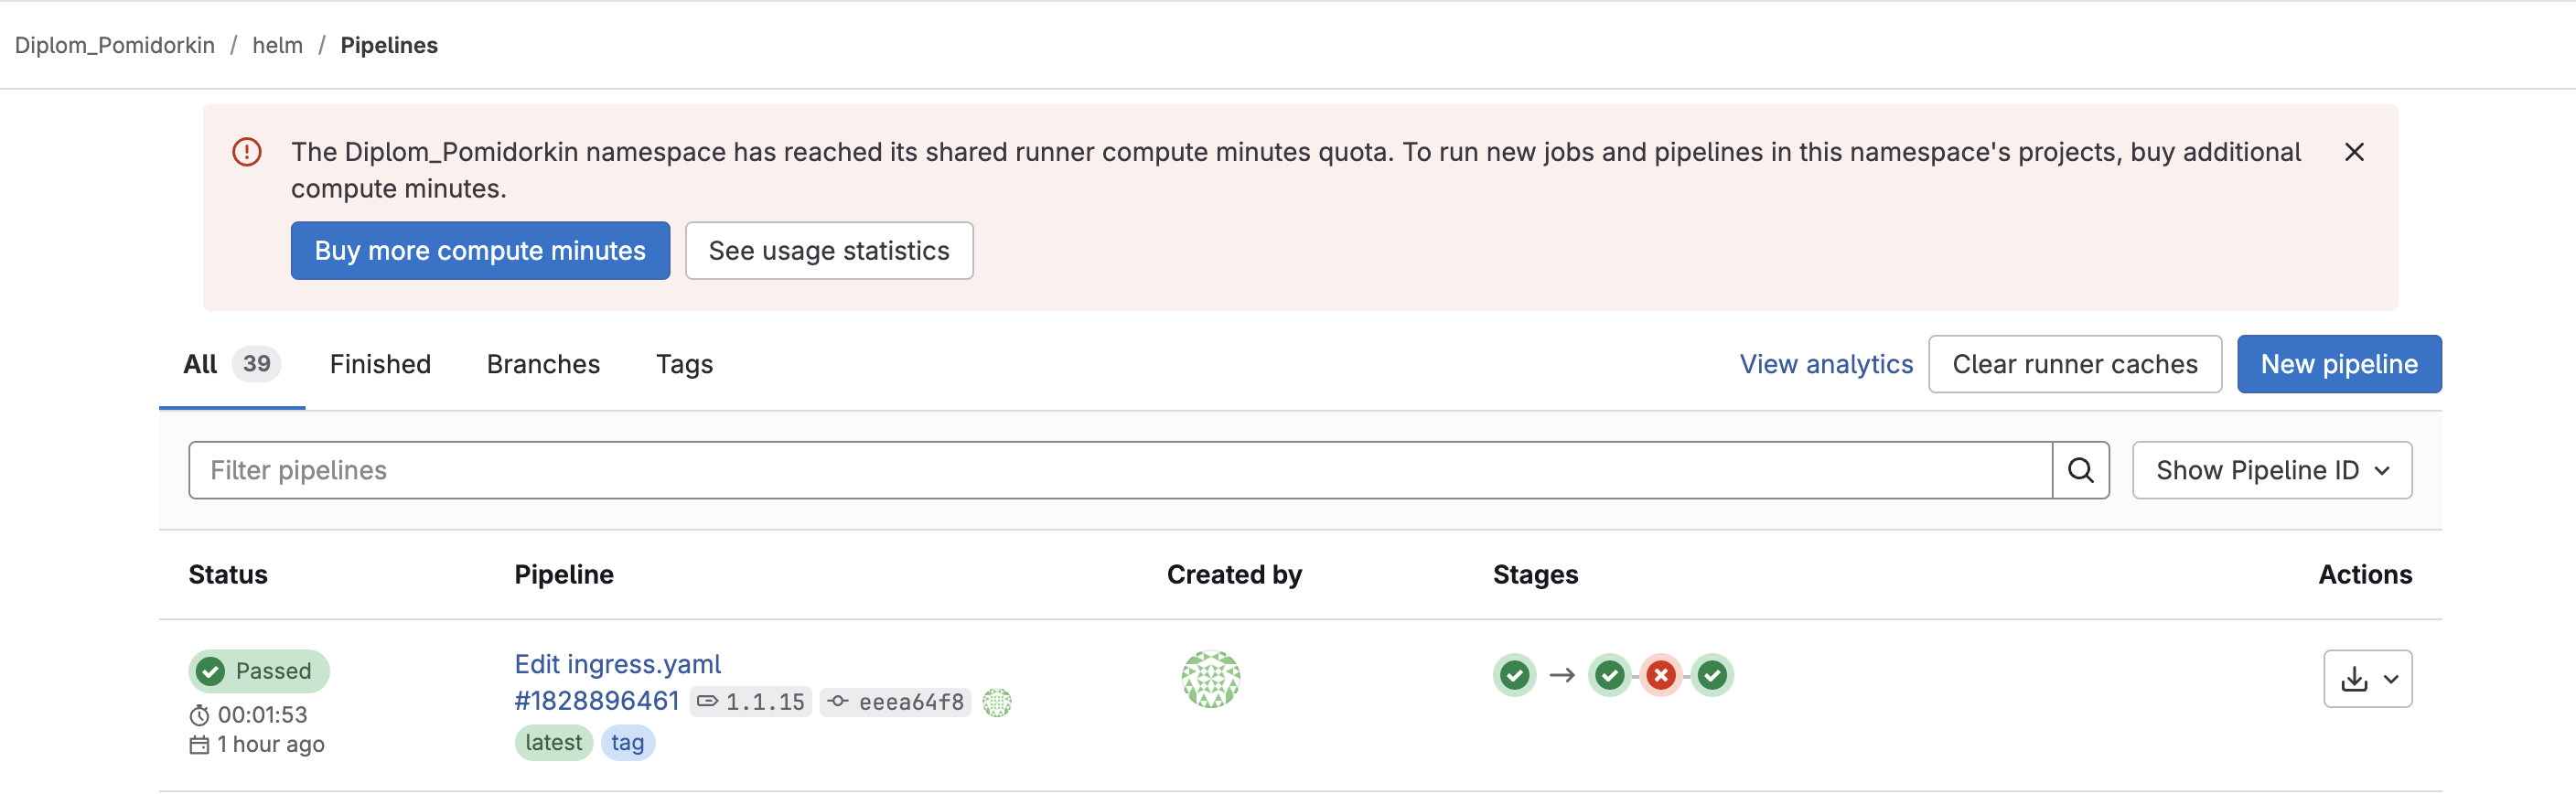 Diplom_Pomidorkin / helm / Pipelines
The Diplom_Pomidorkin namespace has reached its shared runner compute minutes quota. To run new jobs and pipelines in this namespace's projects, buy additional
compute minutes.
Buy more compute minutes See usage statistics
All 39 Finished Branches Tags View analytics Clear runner caches New pipeline
Filter pipelines Show Pipeline ID
Status Pipeline Created by Stages Actions
Passed Edit ingress.yaml
00:01:53 #1828896461 1.1.15 eeea64f8
1 hour ago latest tag